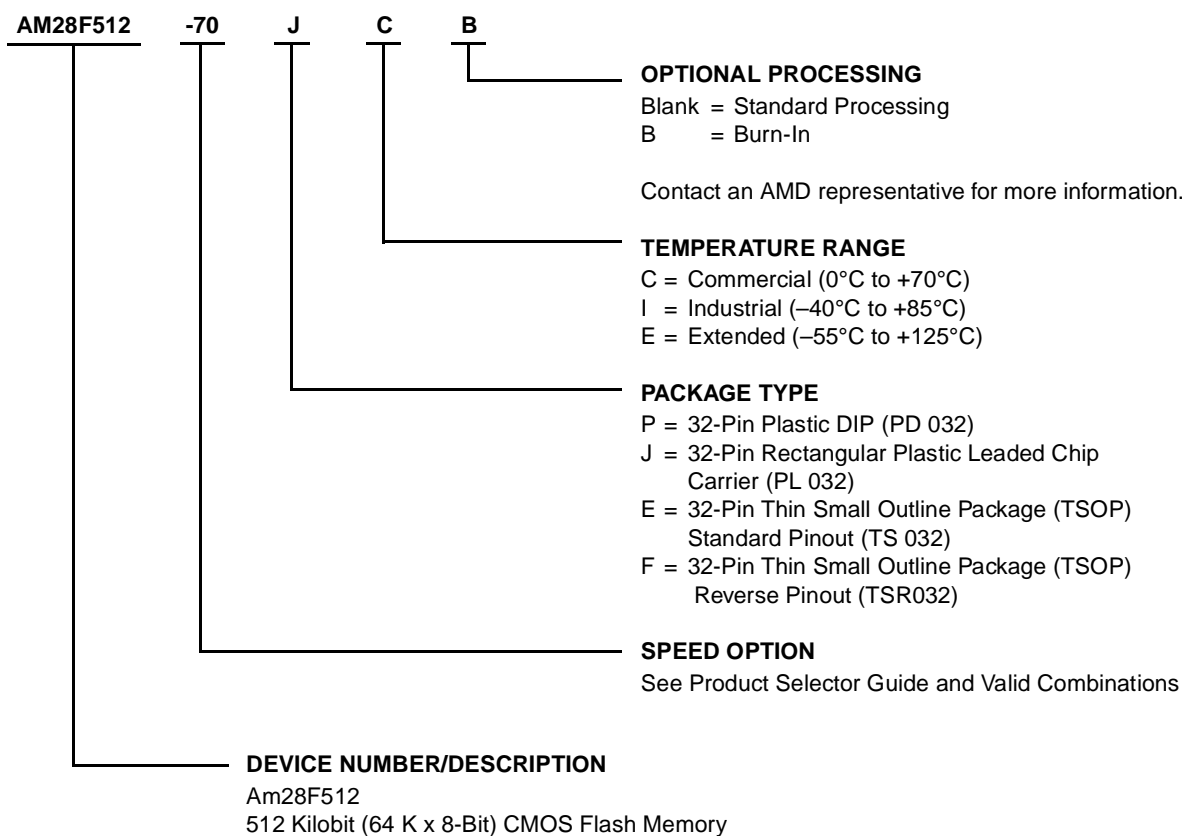 AM28F512 -70 J C B
OPTIONAL PROCESSING
Blank = Standard Processing
B = Burn-In
Contact an AMD representative for more information.
TEMPERATURE RANGE
C = Commercial (0°C to +70°C)
I = Industrial (–40°C to +85°C)
E = Extended (–55°C to +125°C)
PACKAGE TYPE
P = 32-Pin Plastic DIP (PD 032)
J = 32-Pin Rectangular Plastic Leaded Chip
Carrier (PL 032)
E = 32-Pin Thin Small Outline Package (TSOP)
Standard Pinout (TS 032)
F = 32-Pin Thin Small Outline Package (TSOP)
Reverse Pinout (TSR032)
SPEED OPTION
See Product Selector Guide and Valid Combinations
DEVICE NUMBER/DESCRIPTION
Am28F512
512 Kilobit (64 K x 8-Bit) CMOS Flash Memory